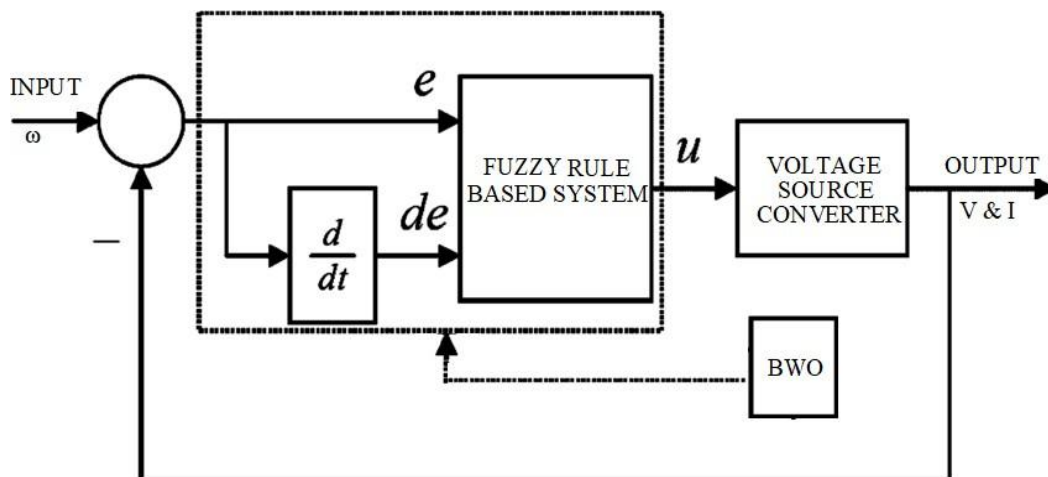 INPUT
ω
−
e
de
d
dt
FUZZY RULE
BASED SYSTEM
u
VOLTAGE
SOURCE
CONVERTER
OUTPUT
V & I
BWO